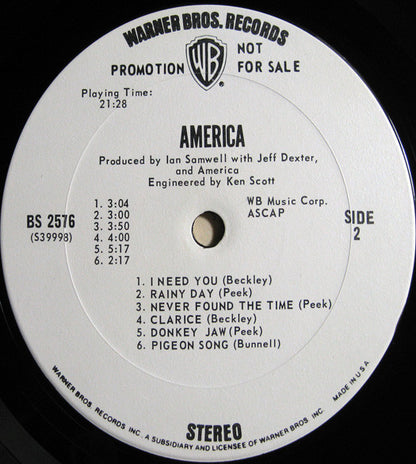 WARNER BROS. RECORDS
PROMOTION WB NOT FOR SALE
®
Playing Time:
21:28
AMERICA
Produced by Ian Samwell with Jeff Dexter,
and America
Engineered by Ken Scott
1. 3:04
2. 3:00
3. 3:50
4. 4:00
5. 5:17
6. 2:17
WB Music Corp.
ASCAP
BS 2576
(S39998)
SIDE
2
1. I NEED YOU (Beckley)
2. RAINY DAY (Peek)
3. NEVER FOUND THE TIME (Peek)
4. CLARICE (Beckley)
5. DONKEY JAW (Peek)
6. PIGEON SONG (Bunnell)
STEREO
WARNER BROS. RECORDS INC. A SUBSIDIARY AND LICENSEE OF WARNER BROS. INC. MADE IN U.S.A.